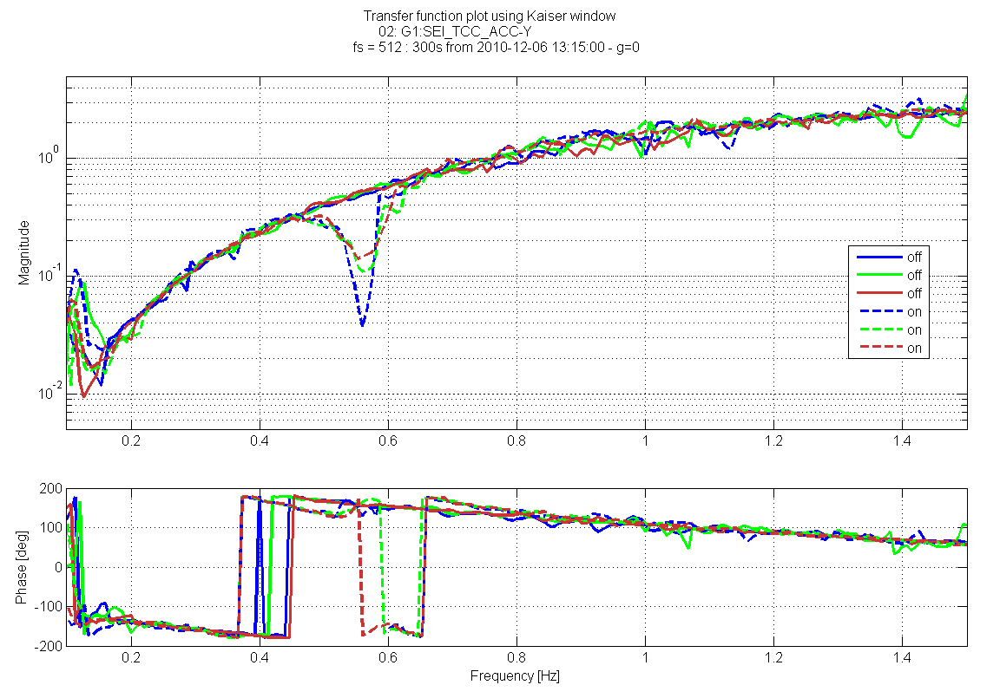 Transfer function plot using Kaiser window
02: G1:SEI_TCC_ACC-Y
fs = 512 : 300s from 2010-12-06 13:15:00 - g=0
Magnitude
10^0
10^-1
10^-2
off
off
off
on
on
on
0.2 0.4 0.6 0.8 1 1.2 1.4
Phase [deg]
200
100
0
-100
-200
0.2 0.4 0.6 0.8 1 1.2 1.4
Frequency [Hz]